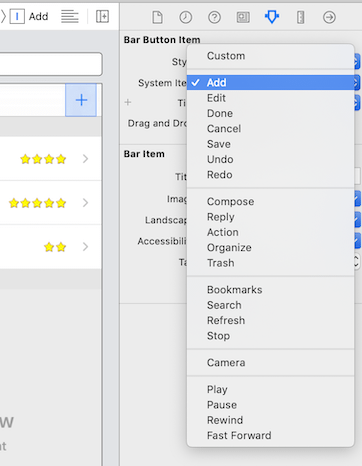 Add
Bar Button Item
Sty
System Ite
Ti
Drag and Dro
Custom
Add
Edit
Done
Cancel
Save
Undo
Redo
Compose
Reply
Action
Organize
Trash
Bookmarks
Search
Refresh
Stop
Camera
Play
Pause
Rewind
Fast Forward
Bar Item
Tit
Imag
Landscap
Accessibili
Ta
w
nt